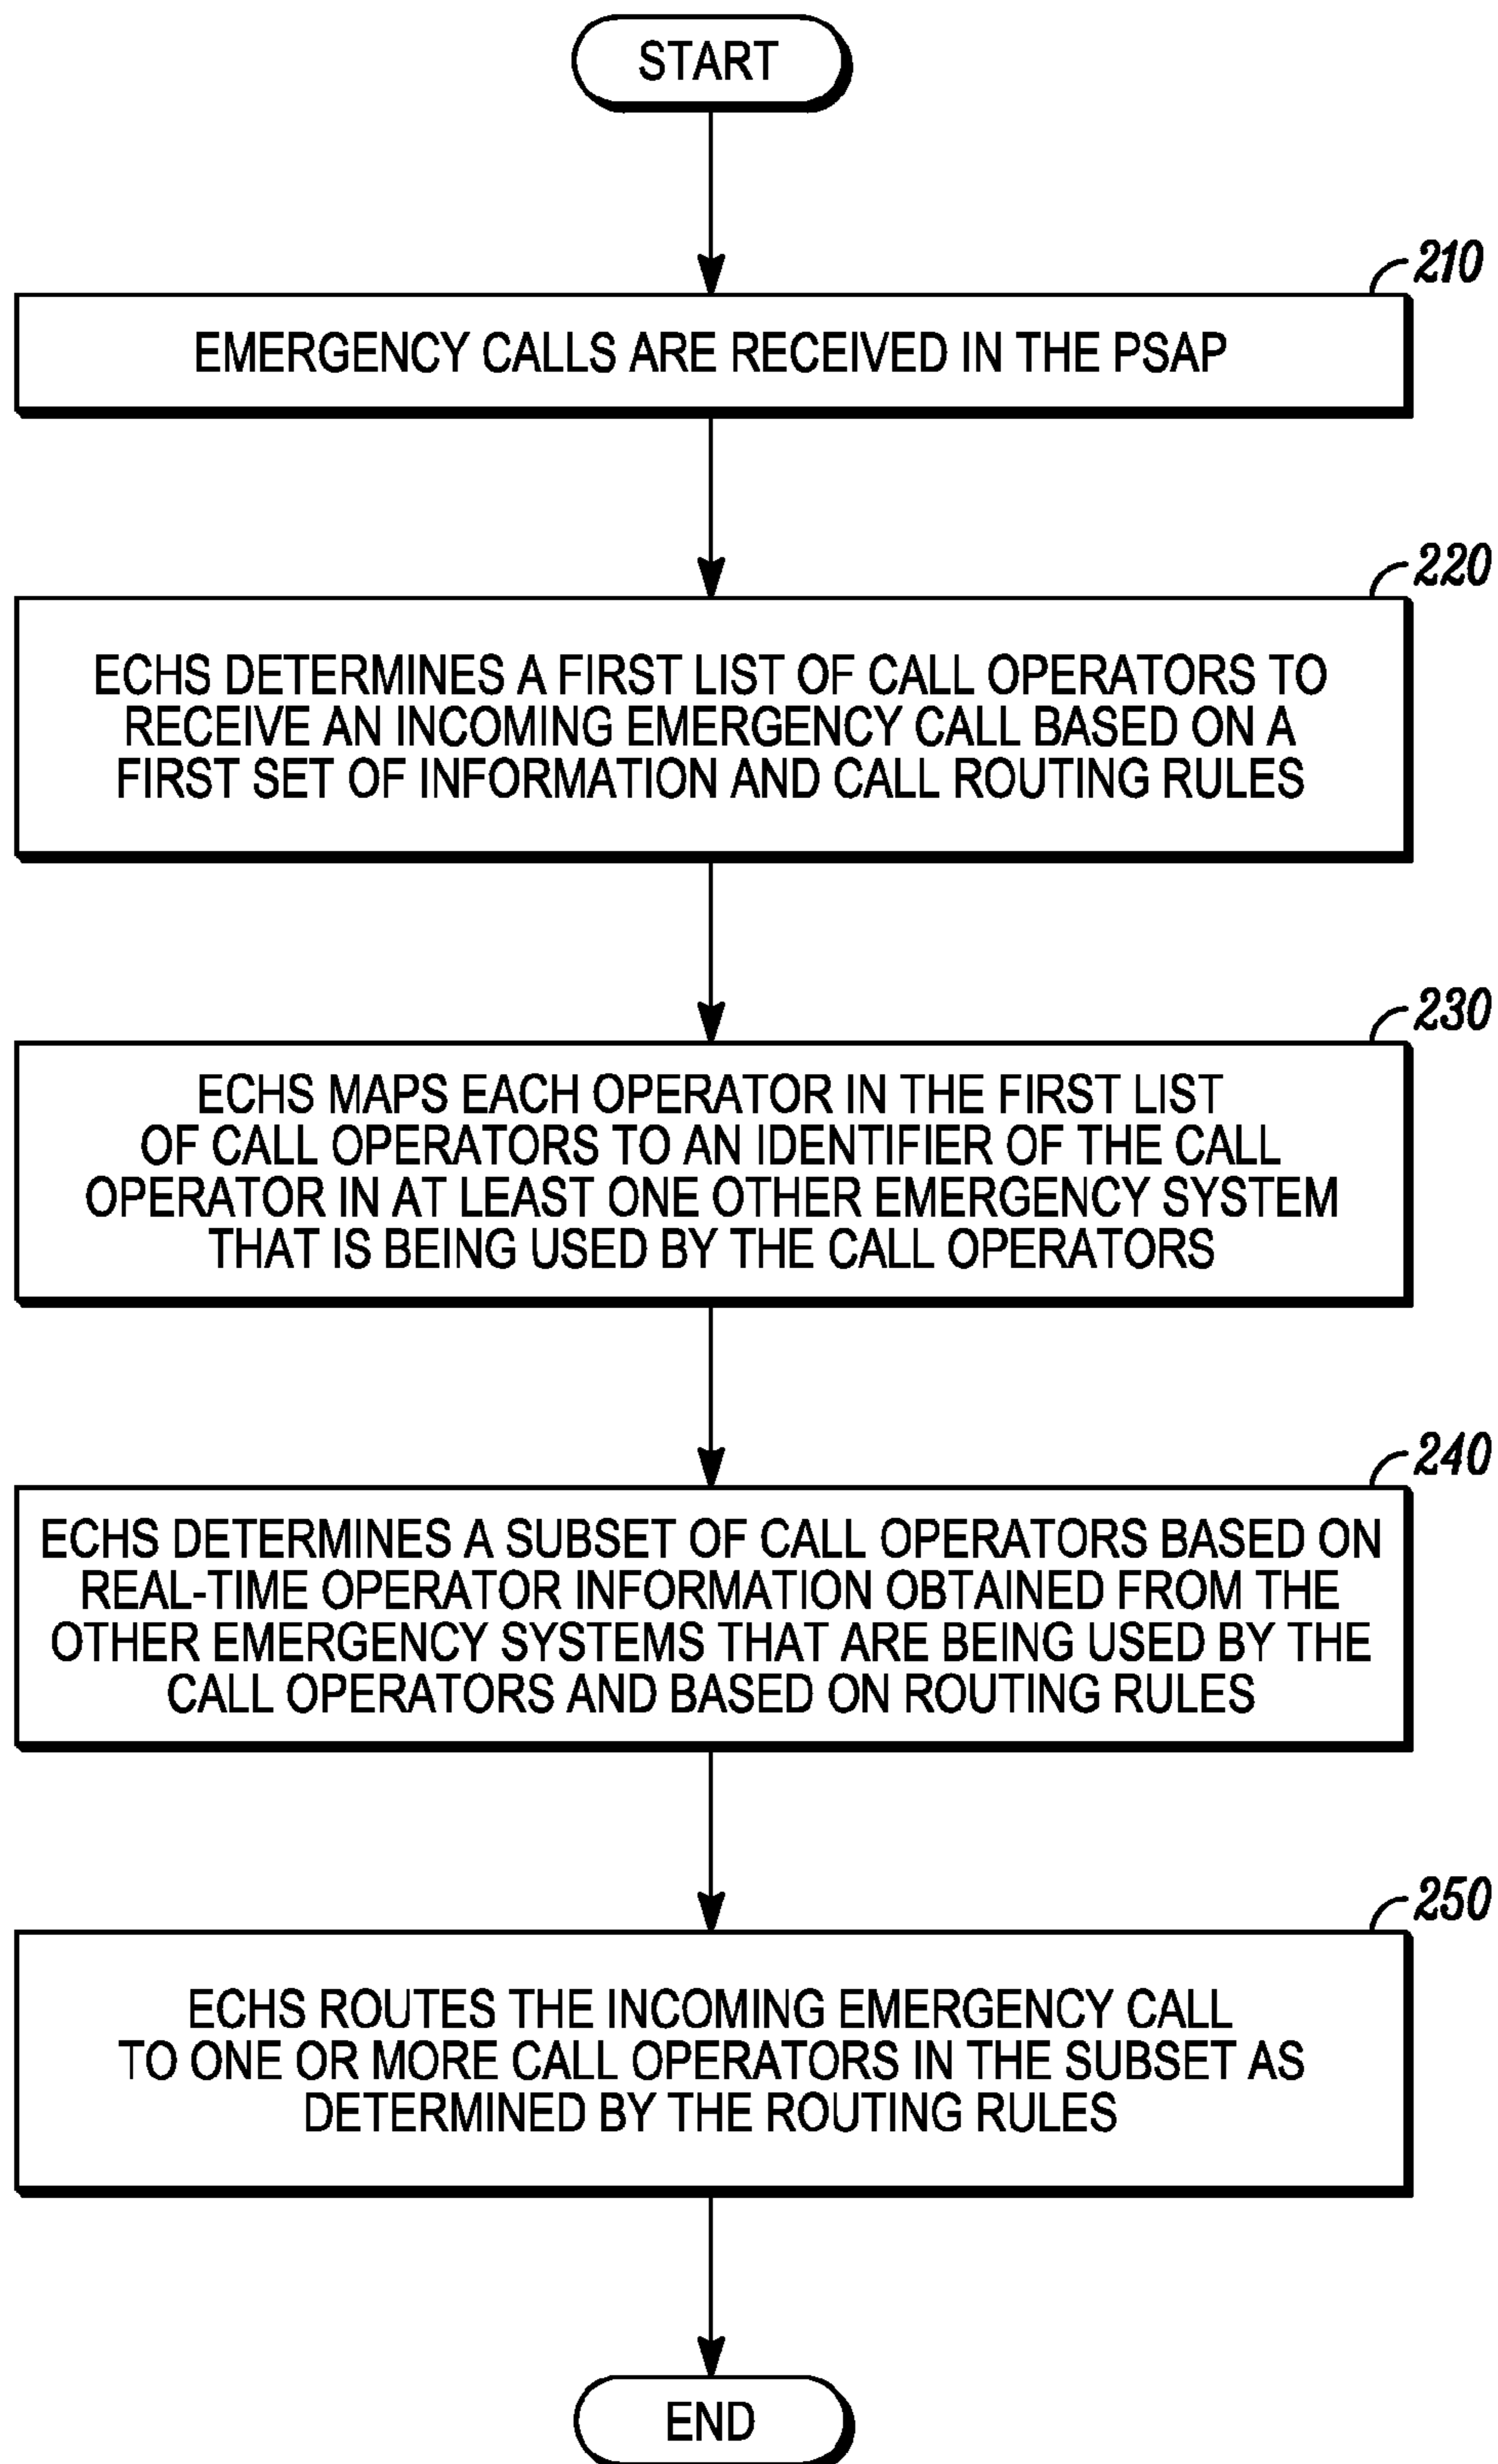 START
210
EMERGENCY CALLS ARE RECEIVED IN THE PSAP
220
ECHS DETERMINES A FIRST LIST OF CALL OPERATORS TO
RECEIVE AN INCOMING EMERGENCY CALL BASED ON A
FIRST SET OF INFORMATION AND CALL ROUTING RULES
230
ECHS MAPS EACH OPERATOR IN THE FIRST LIST
OF CALL OPERATORS TO AN IDENTIFIER OF THE CALL
OPERATOR IN AT LEAST ONE OTHER EMERGENCY SYSTEM
THAT IS BEING USED BY THE CALL OPERATORS
240
ECHS DETERMINES A SUBSET OF CALL OPERATORS BASED ON
REAL-TIME OPERATOR INFORMATION OBTAINED FROM THE
OTHER EMERGENCY SYSTEMS THAT ARE BEING USED BY THE
CALL OPERATORS AND BASED ON ROUTING RULES
250
ECHS ROUTES THE INCOMING EMERGENCY CALL
TO ONE OR MORE CALL OPERATORS IN THE SUBSET AS
DETERMINED BY THE ROUTING RULES
END